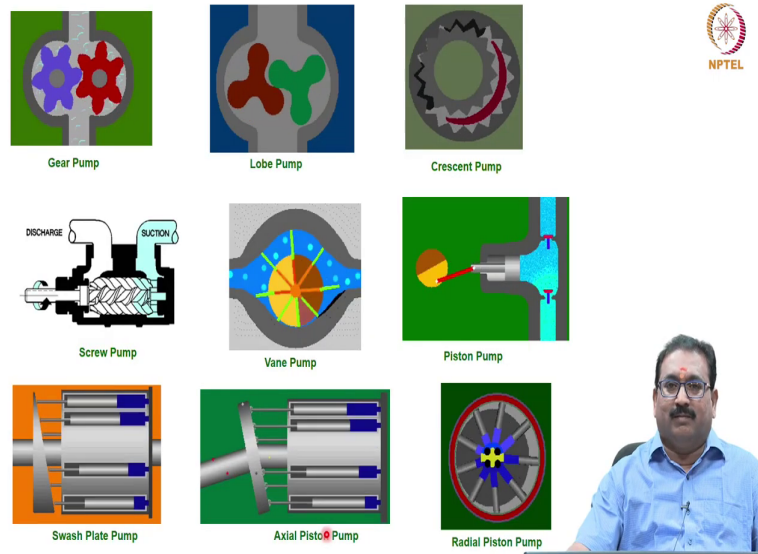 NPTEL
Gear Pump
Lobe Pump
Crescent Pump
DISCHARGE
SUCTION
Screw Pump
Vane Pump
Piston Pump
Swash Plate Pump
Axial Piston Pump
Radial Piston Pump